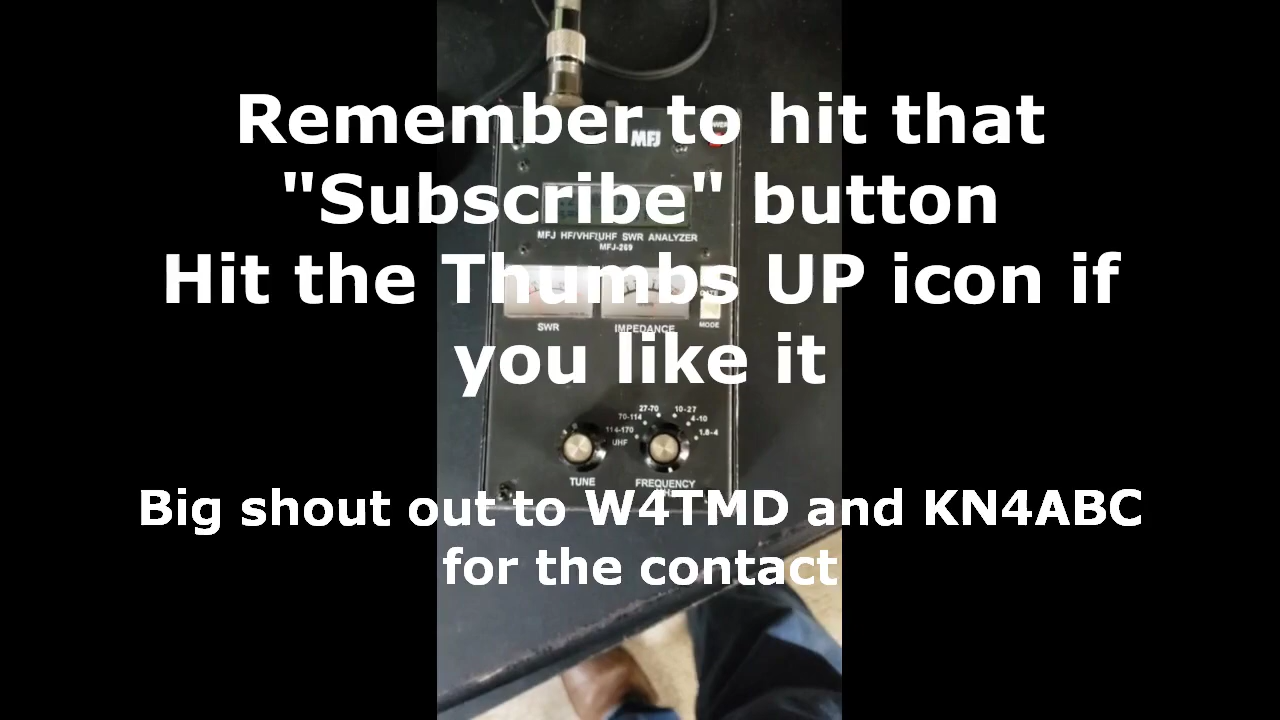 Remember to hit that
"Subscribe" button
Hit the Thumbs UP icon if
you like it
Big shout out to W4TMD and KN4ABC
for the contact
MFJ
MFJ HF/VHF/UHF SWR ANALYZER
MFJ-269
SWR
IMPEDANCE
MODE
27-70
10-27
70-114
4-10
114-170
1.8-4
UHF
TUNE
FREQUENCY